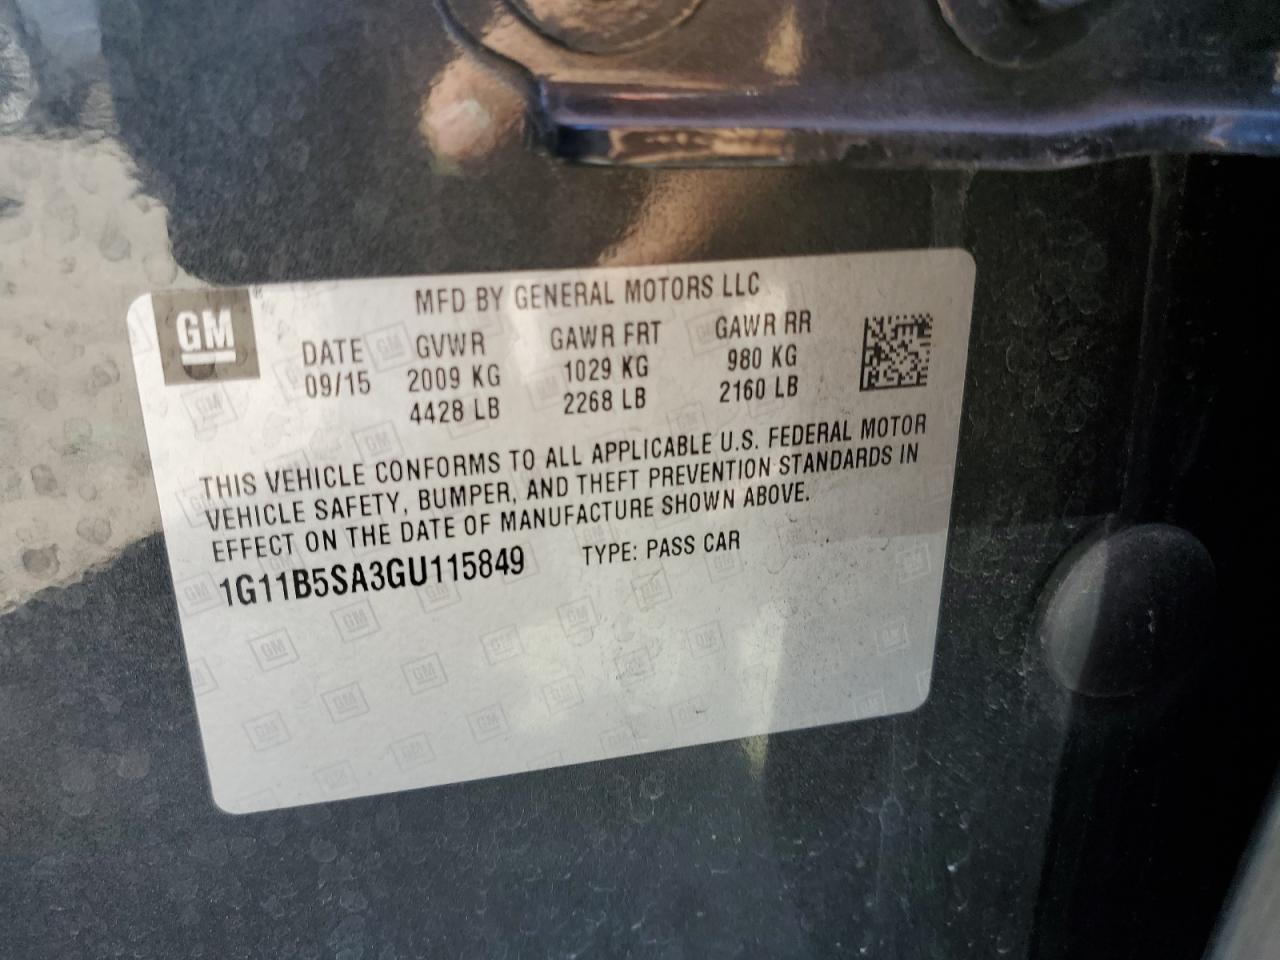 MFD BY GENERAL MOTORS LLC
GM
DATE GVWR GAWR FRT GAWR RR
09/15 2009 KG 1029 KG 980 KG
4428 LB 2268 LB 2160 LB
THIS VEHICLE CONFORMS TO ALL APPLICABLE U.S. FEDERAL MOTOR
VEHICLE SAFETY, BUMPER, AND THEFT PREVENTION STANDARDS IN
EFFECT ON THE DATE OF MANUFACTURE SHOWN ABOVE.
1G11B5SA3GU115849 TYPE: PASS CAR